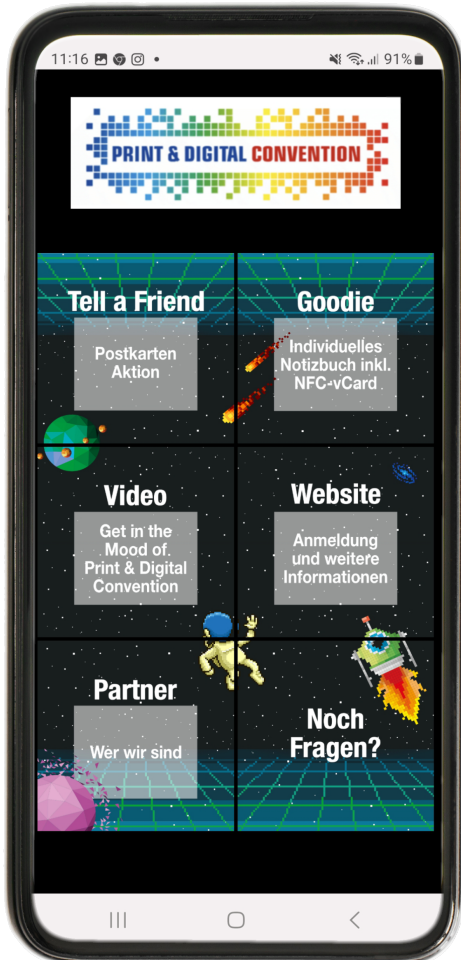 11:16
91%
PRINT & DIGITAL CONVENTION
Tell a Friend
Postkarten
Aktion
Goodie
Individuelles
Notizbuch inkl.
NFC-vCard
Video
Get in the
Mood of
Print & Digital
Convention
Website
Anmeldung
und weitere
Informationen
Partner
Wer wir sind
Noch
Fragen?